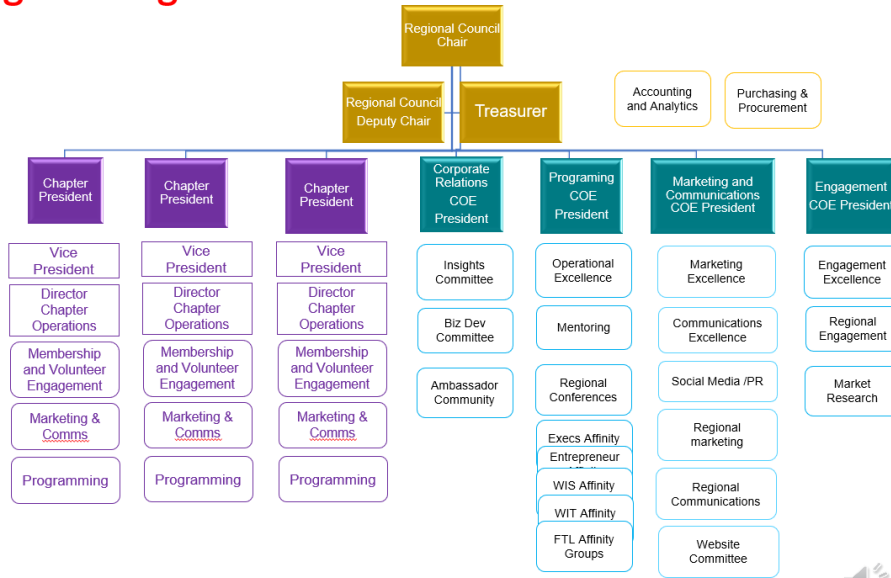 Regional Council
Chair
Regional Council
Deputy Chair
Treasurer
Accounting
and Analytics
Purchasing &
Procurement
Chapter
President
Chapter
President
Chapter
President
Corporate
Relations
COE
President
Programing
COE
President
Marketing and
Communications
COE President
Engagement
COE President
Vice
President
Director
Chapter
Operations
Membership
and Volunteer
Engagement
Marketing &
Comms
Programming
Vice
President
Director
Chapter
Operations
Membership
and Volunteer
Engagement
Marketing &
Comms
Programming
Vice
President
Director
Chapter
Operations
Membership
and Volunteer
Engagement
Marketing &
Comms
Programming
Insights
Committee
Biz Dev
Committee
Ambassador
Community
Operational
Excellence
Mentoring
Regional
Conferences
Execs Affinity
Entrepreneur
WIS Affinity
WIT Affinity
FTL Affinity
Groups
Marketing
Excellence
Communications
Excellence
Social Media /PR
Regional
marketing
Regional
Communications
Website
Committee
Engagement
Excellence
Regional
Engagement
Market
Research